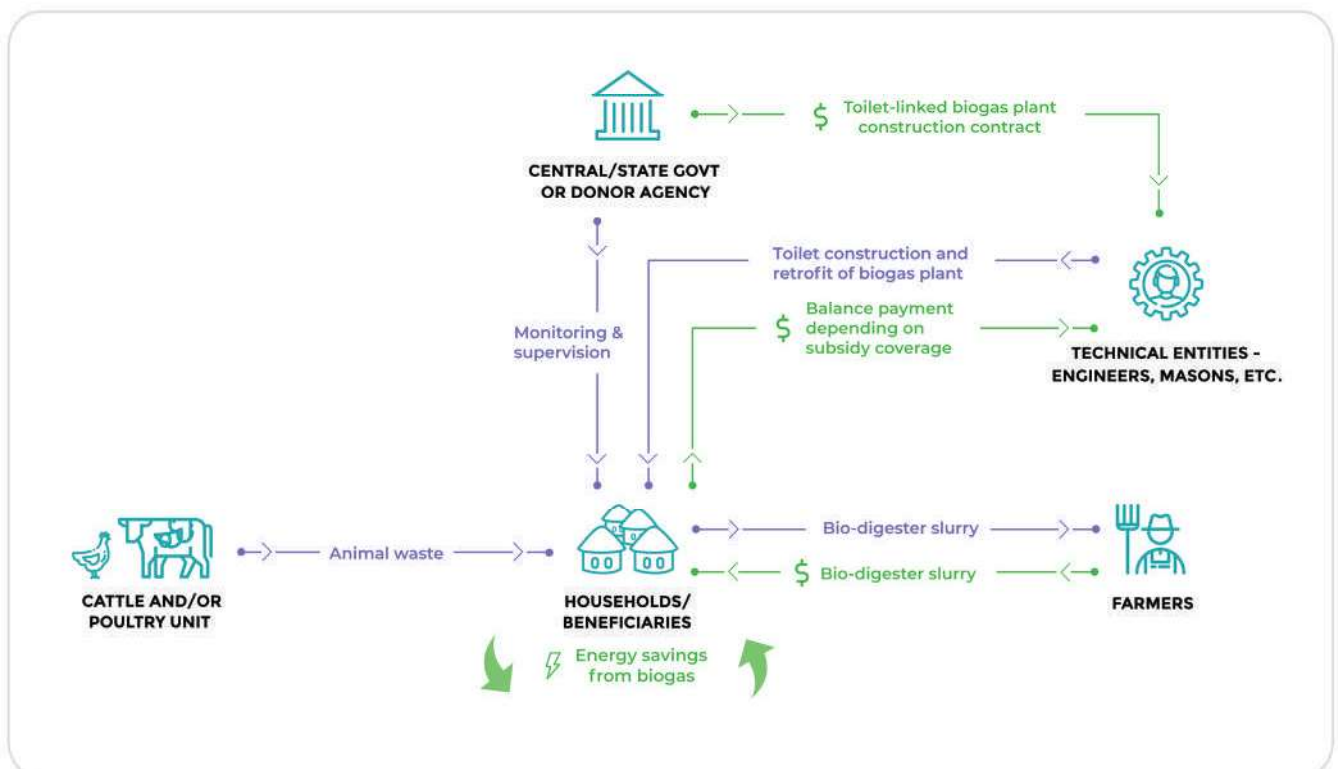 $ Toilet-linked biogas plant
construction contract
CENTRAL/STATE GOVT
OR DONOR AGENCY
Toilet construction and
retrofit of biogas plant
$ Balance payment
depending on
subsidy coverage
Monitoring &
supervision
TECHNICAL ENTITIES -
ENGINEERS, MASONS, ETC.
Animal waste
Bio-digester slurry
$ Bio-digester slurry
CATTLE AND/OR
POULTRY UNIT
HOUSEHOLDS/
BENEFICIARIES
FARMERS
Energy savings
from biogas